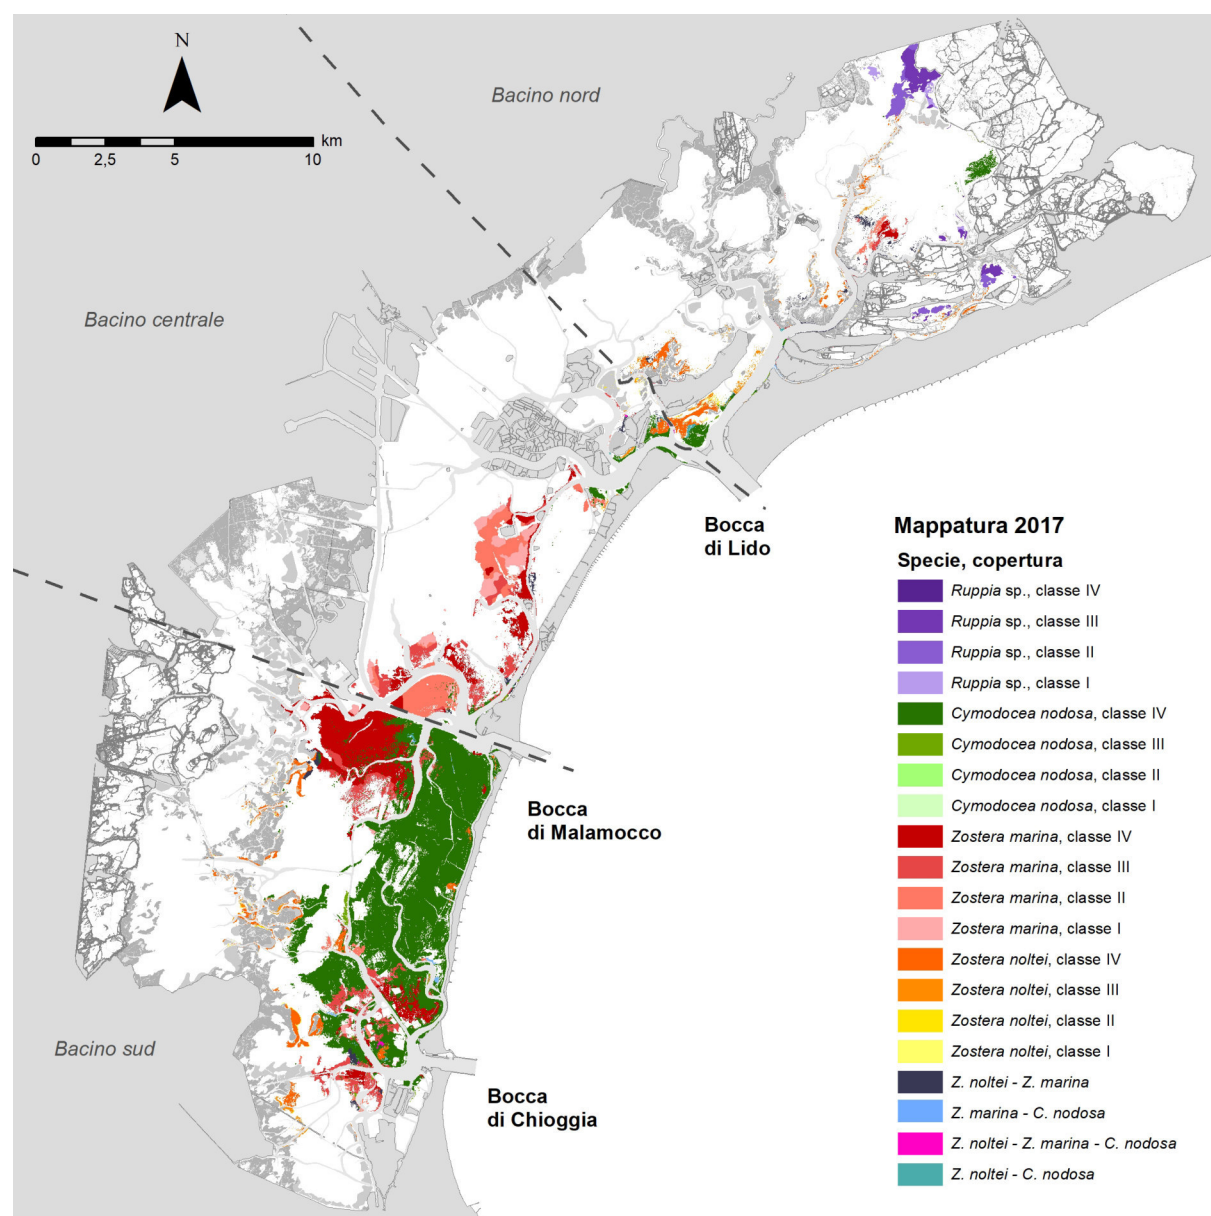 N
km
0 2,5 5 10
Bacino nord
Bacino centrale
Bacino sud
Bocca
di Lido
Bocca
di Malamocco
Bocca
di Chioggia
Mappatura 2017
Specie, copertura
Ruppia sp., classe IV
Ruppia sp., classe III
Ruppia sp., classe II
Ruppia sp., classe I
Cymodocea nodosa, classe IV
Cymodocea nodosa, classe III
Cymodocea nodosa, classe II
Cymodocea nodosa, classe I
Zostera marina, classe IV
Zostera marina, classe III
Zostera marina, classe II
Zostera marina, classe I
Zostera noltei, classe IV
Zostera noltei, classe III
Zostera noltei, classe II
Zostera noltei, classe I
Z. noltei - Z. marina
Z. marina - C. nodosa
Z. noltei - Z. marina - C. nodosa
Z. noltei - C. nodosa